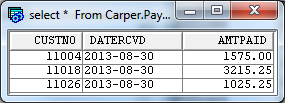 select *  From Carper.Pay...
CUSTNO DATERCVD AMTPAID
11004 2013-08-30 1575.00
11018 2013-08-30 3215.25
11026 2013-08-30 1025.25